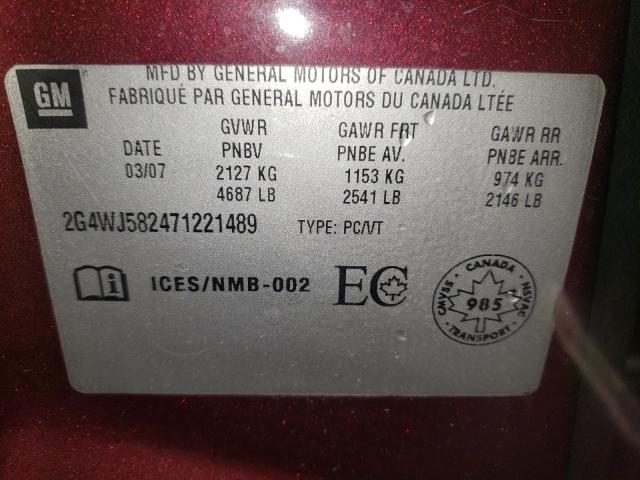 GM
MFD BY GENERAL MOTORS OF CANADA LTD.
FABRIQUÉ PAR GENERAL MOTORS DU CANADA LTÉE
GVWR GAWR FRT GAWR RR
DATE PNBV PNBE AV. PNBE ARR.
03/07 2127 KG 1153 KG 974 KG
4687 LB 2541 LB 2146 LB
2G4WJ582471221489 TYPE: PC/VT
i ICES/NMB-002 EC
CANADA
CMVSS 985 NSVAC
TRANSPORT